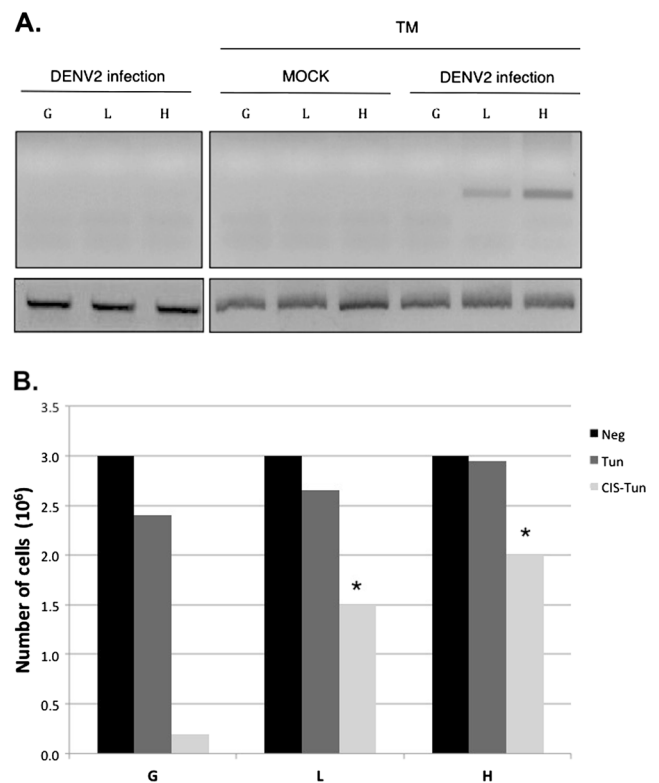 A.
TM
DENV2 infection MOCK DENV2 infection
G L H G L H G L H
B.
3.5
3.0
2.5
2.0
1.5
1.0
0.5
0.0
Number of cells (10⁶)
* *
G L H
Neg
Tun
CIS-Tun